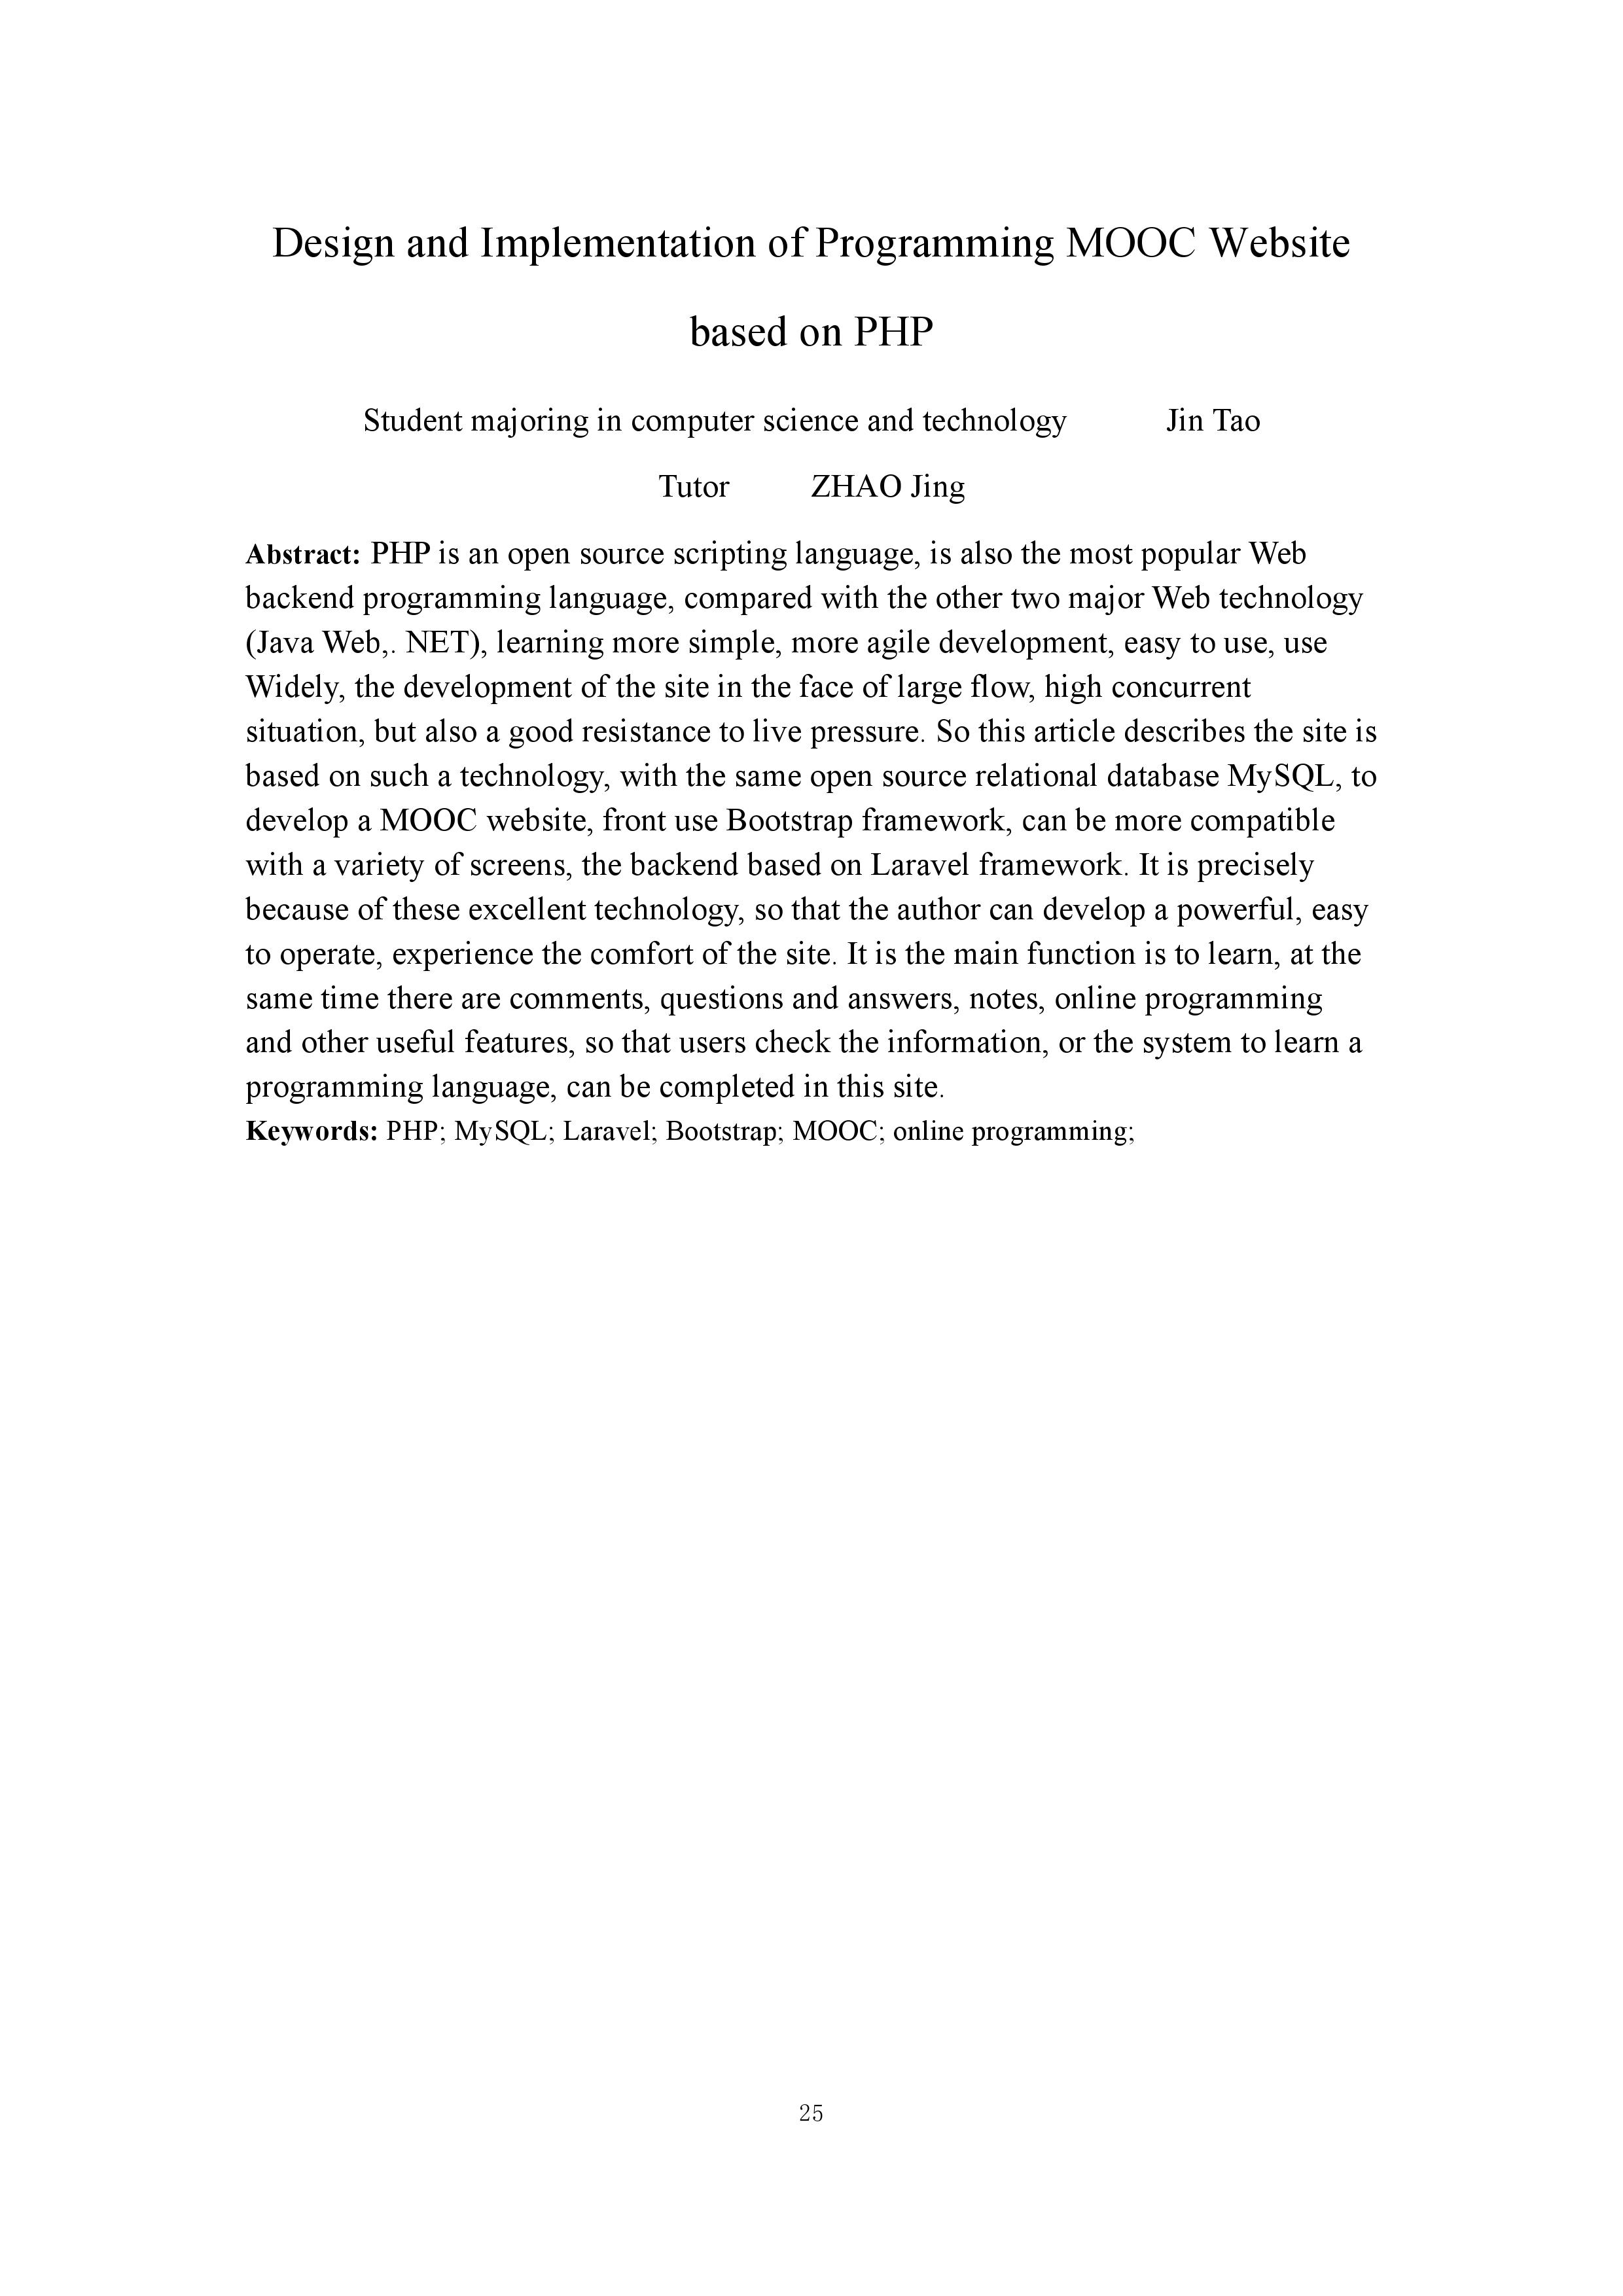 Design and Implementation of Programming MOOC Website
based on PHP
Student majoring in computer science and technology Jin Tao
Tutor ZHAO Jing
Abstract: PHP is an open source scripting language, is also the most popular Web
backend programming language, compared with the other two major Web technology
(Java Web,. NET), learning more simple, more agile development, easy to use, use
Widely, the development of the site in the face of large flow, high concurrent
situation, but also a good resistance to live pressure. So this article describes the site is
based on such a technology, with the same open source relational database MySQL, to
develop a MOOC website, front use Bootstrap framework, can be more compatible
with a variety of screens, the backend based on Laravel framework. It is precisely
because of these excellent technology, so that the author can develop a powerful, easy
to operate, experience the comfort of the site. It is the main function is to learn, at the
same time there are comments, questions and answers, notes, online programming
and other useful features, so that users check the information, or the system to learn a
programming language, can be completed in this site.
Keywords: PHP; MySQL; Laravel; Bootstrap; MOOC; online programming;
25